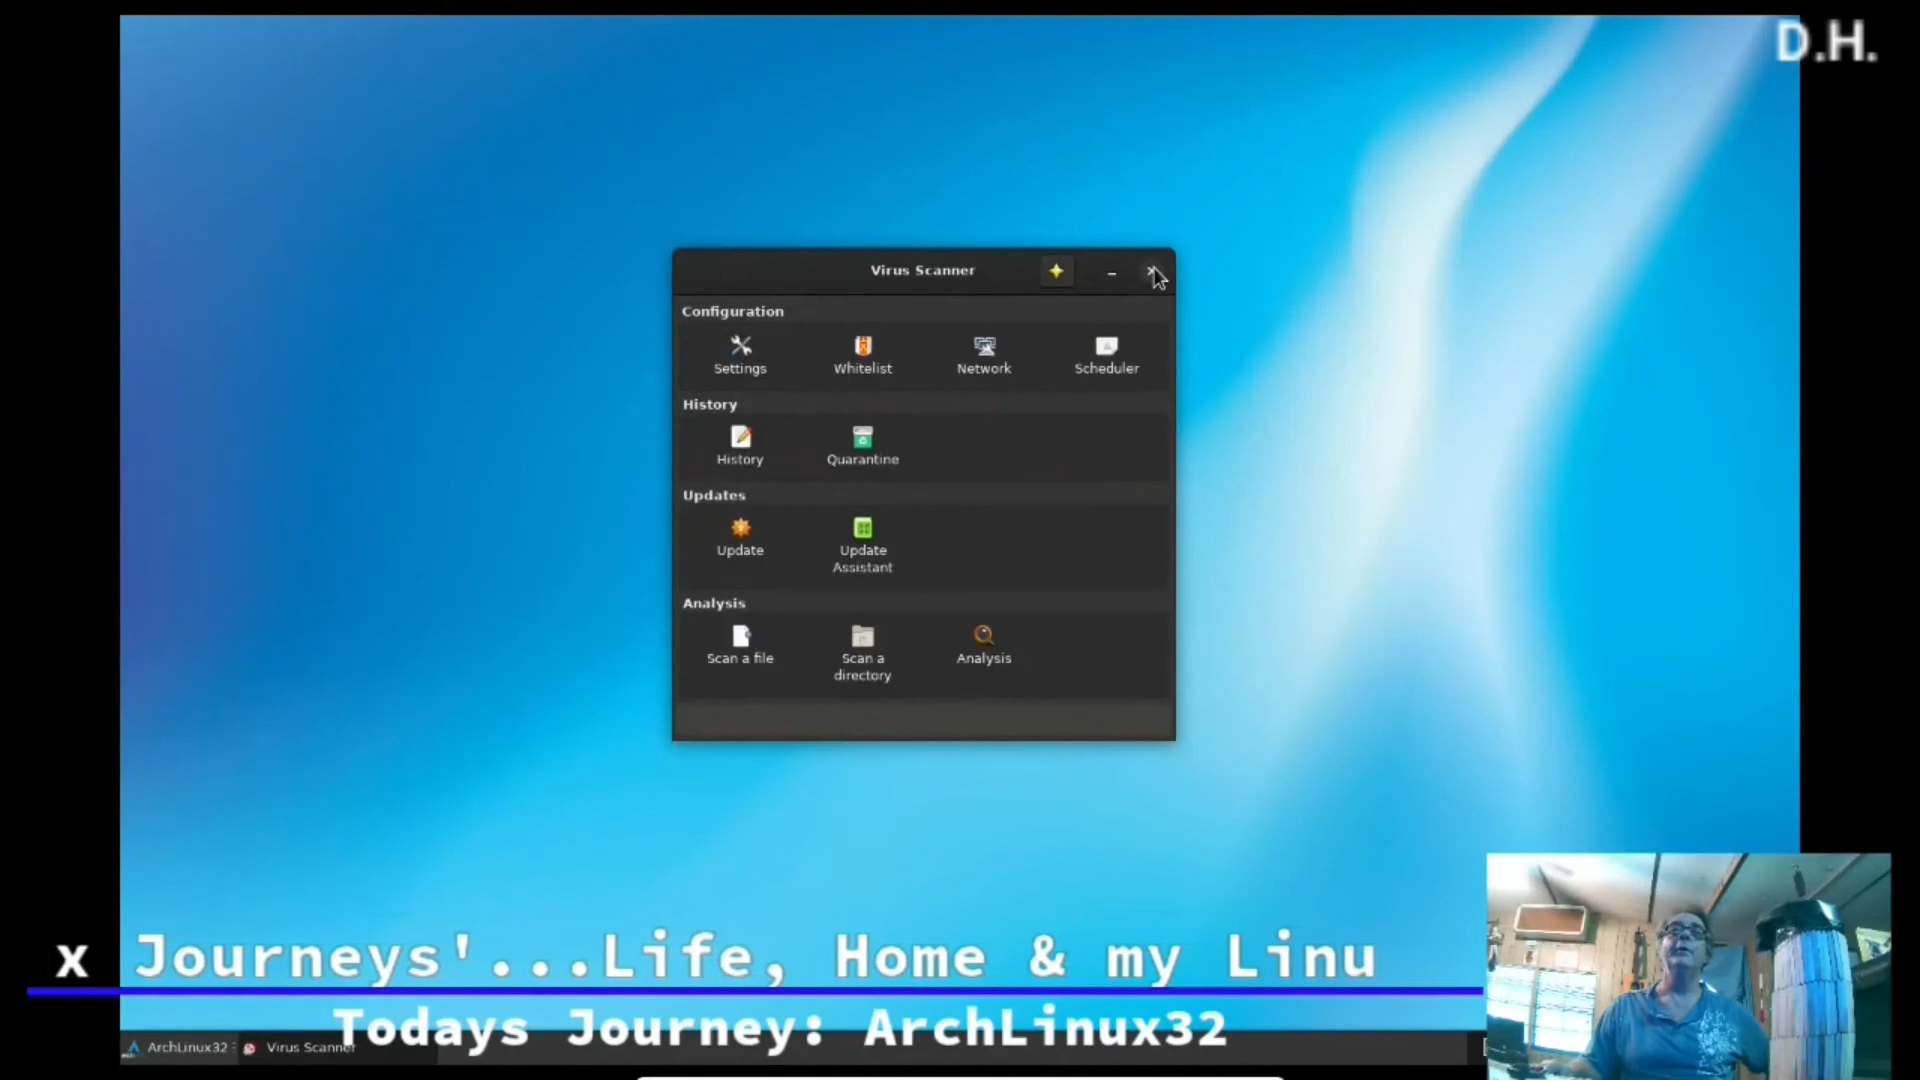 D.H.
Virus Scanner
Configuration
Settings Whitelist Network Scheduler
History
History Quarantine
Updates
Update Update Assistant
Analysis
Scan a file Scan a directory Analysis
x Journeys'...Life, Home & my Linu
Todays Journey: ArchLinux32
ArchLinux32 Virus Scanner